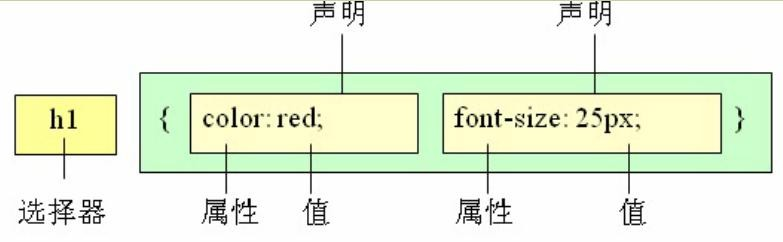 声明 声明
h1 { color: red; font-size: 25px; }
选择器 属性 值 属性 值